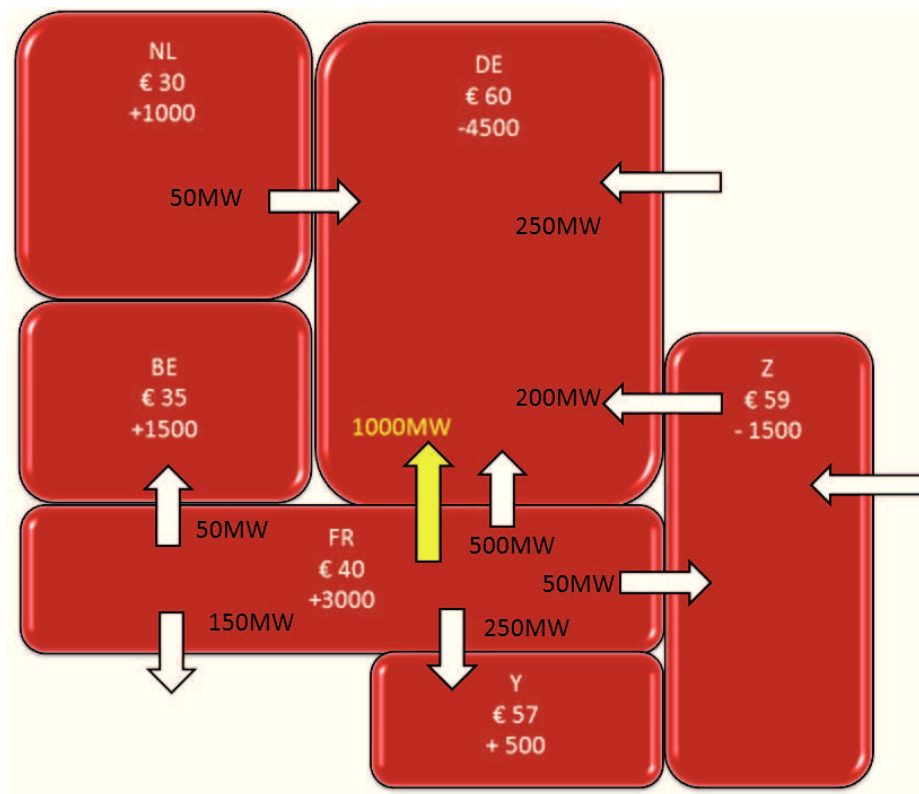 NL
€ 30
+1000
DE
€ 60
-4500
50MW
250MW
BE
€ 35
+1500
Z
€ 59
- 1500
200MW
1000MW
50MW
FR
€ 40
+3000
500MW
50MW
150MW
250MW
Y
€ 57
+ 500